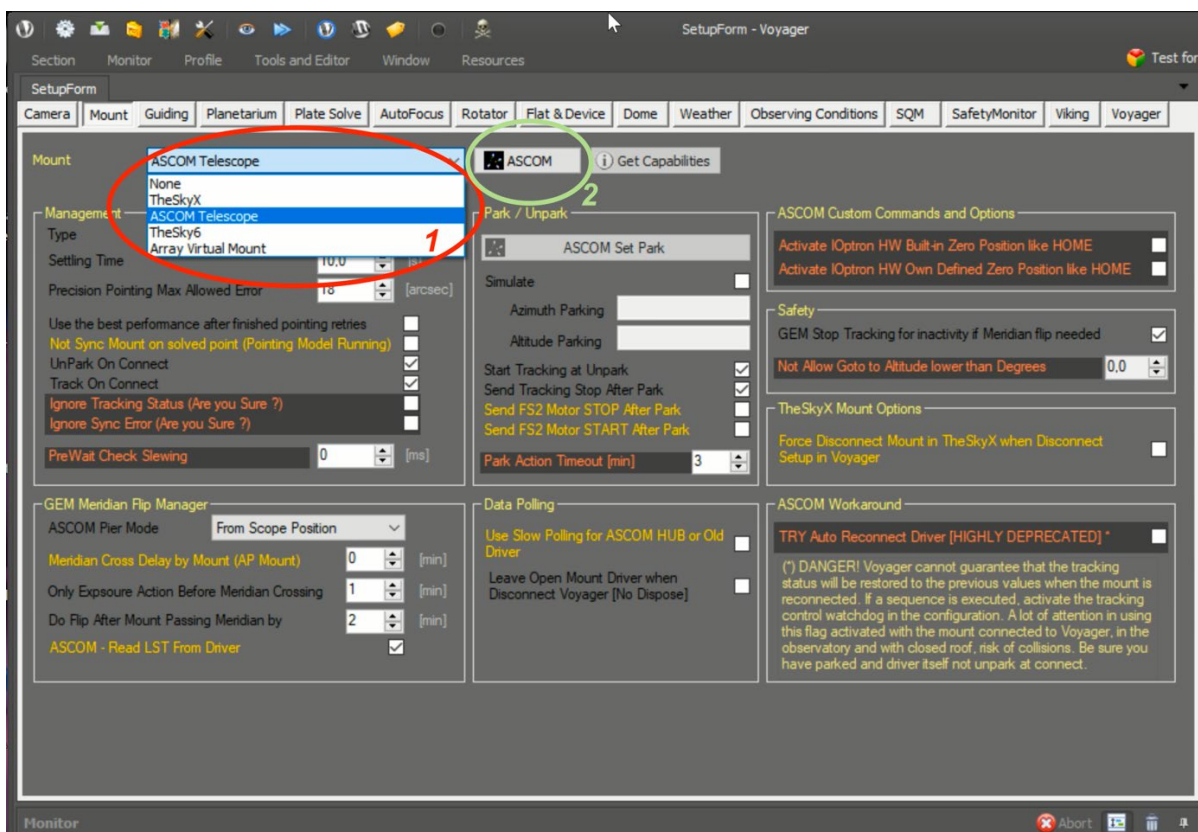 SetupForm - Voyager
Section Monitor Profile Tools and Editor Window Resources
Test for
SetupForm
Camera Mount Guiding Planetarium Plate Solve AutoFocus Rotator Flat & Device Dome Weather Observing Conditions SQM SafetyMonitor Viking Voyager
Mount ASCOM Telescope ASCOM Get Capabilities
None
TheSkyX
ASCOM Telescope
TheSky6
Array Virtual Mount
1
2
Management
Type
Settling Time 10,0 [s]
Precision Pointing Max Allowed Error 18 [arcsec]
Use the best performance after finished pointing retries
Not Sync Mount on solved point (Pointing Model Running)
UnPark On Connect
Track On Connect
Ignore Tracking Status (Are you Sure ?)
Ignore Sync Error (Are you Sure ?)
PreWait Check Slewing 0 [ms]
Park / Unpark
ASCOM Set Park
Simulate
Azimuth Parking
Altitude Parking
Start Tracking at Unpark
Send Tracking Stop After Park
Send FS2 Motor STOP After Park
Send FS2 Motor START After Park
Park Action Timeout [min] 3
ASCOM Custom Commands and Options
Activate IOptron HW Built-in Zero Position like HOME
Activate IOptron HW Own Defined Zero Position like HOME
Safety
GEM Stop Tracking for inactivity if Meridian flip needed
Not Allow Goto to Altitude lower than Degrees 0,0
TheSkyX Mount Options
Force Disconnect Mount in TheSkyX when Disconnect
Setup in Voyager
GEM Meridian Flip Manager
ASCOM Pier Mode From Scope Position
Meridian Cross Delay by Mount (AP Mount) 0 [min]
Only Expsoure Action Before Meridian Crossing 1 [min]
Do Flip After Mount Passing Meridian by 2 [min]
ASCOM - Read LST From Driver
Data Polling
Use Slow Polling for ASCOM HUB or Old
Driver
Leave Open Mount Driver when
Disconnect Voyager [No Dispose]
ASCOM Workaround
TRY Auto Reconnect Driver [HIGHLY DEPRECATED] *
(*) DANGER! Voyager cannot guarantee that the tracking
status will be restored to the previous values when the mount is
reconnected. If a sequence is executed, activate the tracking
control watchdog in the configuration. A lot of attention in using
this flag activated with the mount connected to Voyager, in the
observatory and with closed roof, risk of collisions. Be sure you
have parked and driver itself not unpark at connect.
Monitor
Abort